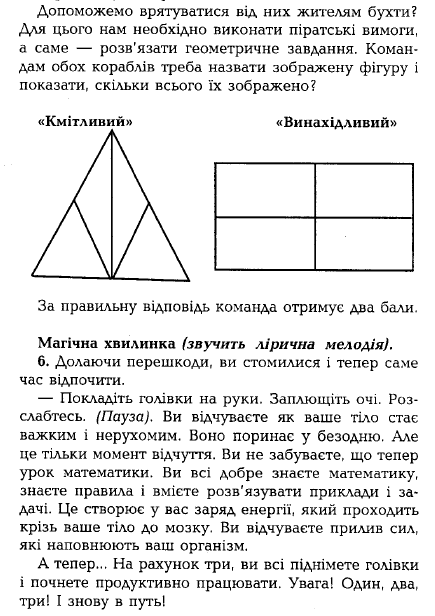 Допоможемо врятуватися від них жителям бухти?
Для цього нам необхідно виконати піратські вимоги,
а саме — розв'язати геометричне завдання. Коман-
дам обох кораблів треба назвати зображену фігуру і
показати, скільки всього їх зображено?
«Кмітливий» «Винахідливий»
За правильну відповідь команда отримує два бали.
Магічна хвилинка (звучить лірична мелодія).
6. Долаючи перешкоди, ви стомилися і тепер саме
час відпочити.
— Покладіть голівки на руки. Заплющіть очі. Роз-
слабтесь. (Пауза). Ви відчуваєте як ваше тіло стає
важким і нерухомим. Воно поринає у безодню. Але
це тільки момент відчуття. Ви не забуваєте, що тепер
урок математики. Ви всі добре знаєте математику,
знаєте правила і вмієте розв'язувати приклади і за-
дачі. Це створює у вас заряд енергії, який проходить
крізь ваше тіло до мозку. Ви відчуваєте прилив сил,
які наповнюють ваш організм.
А тепер... На рахунок три, ви всі піднімете голівки
і почнете продуктивно працювати. Увага! Один, два,
три! І знову в путь!